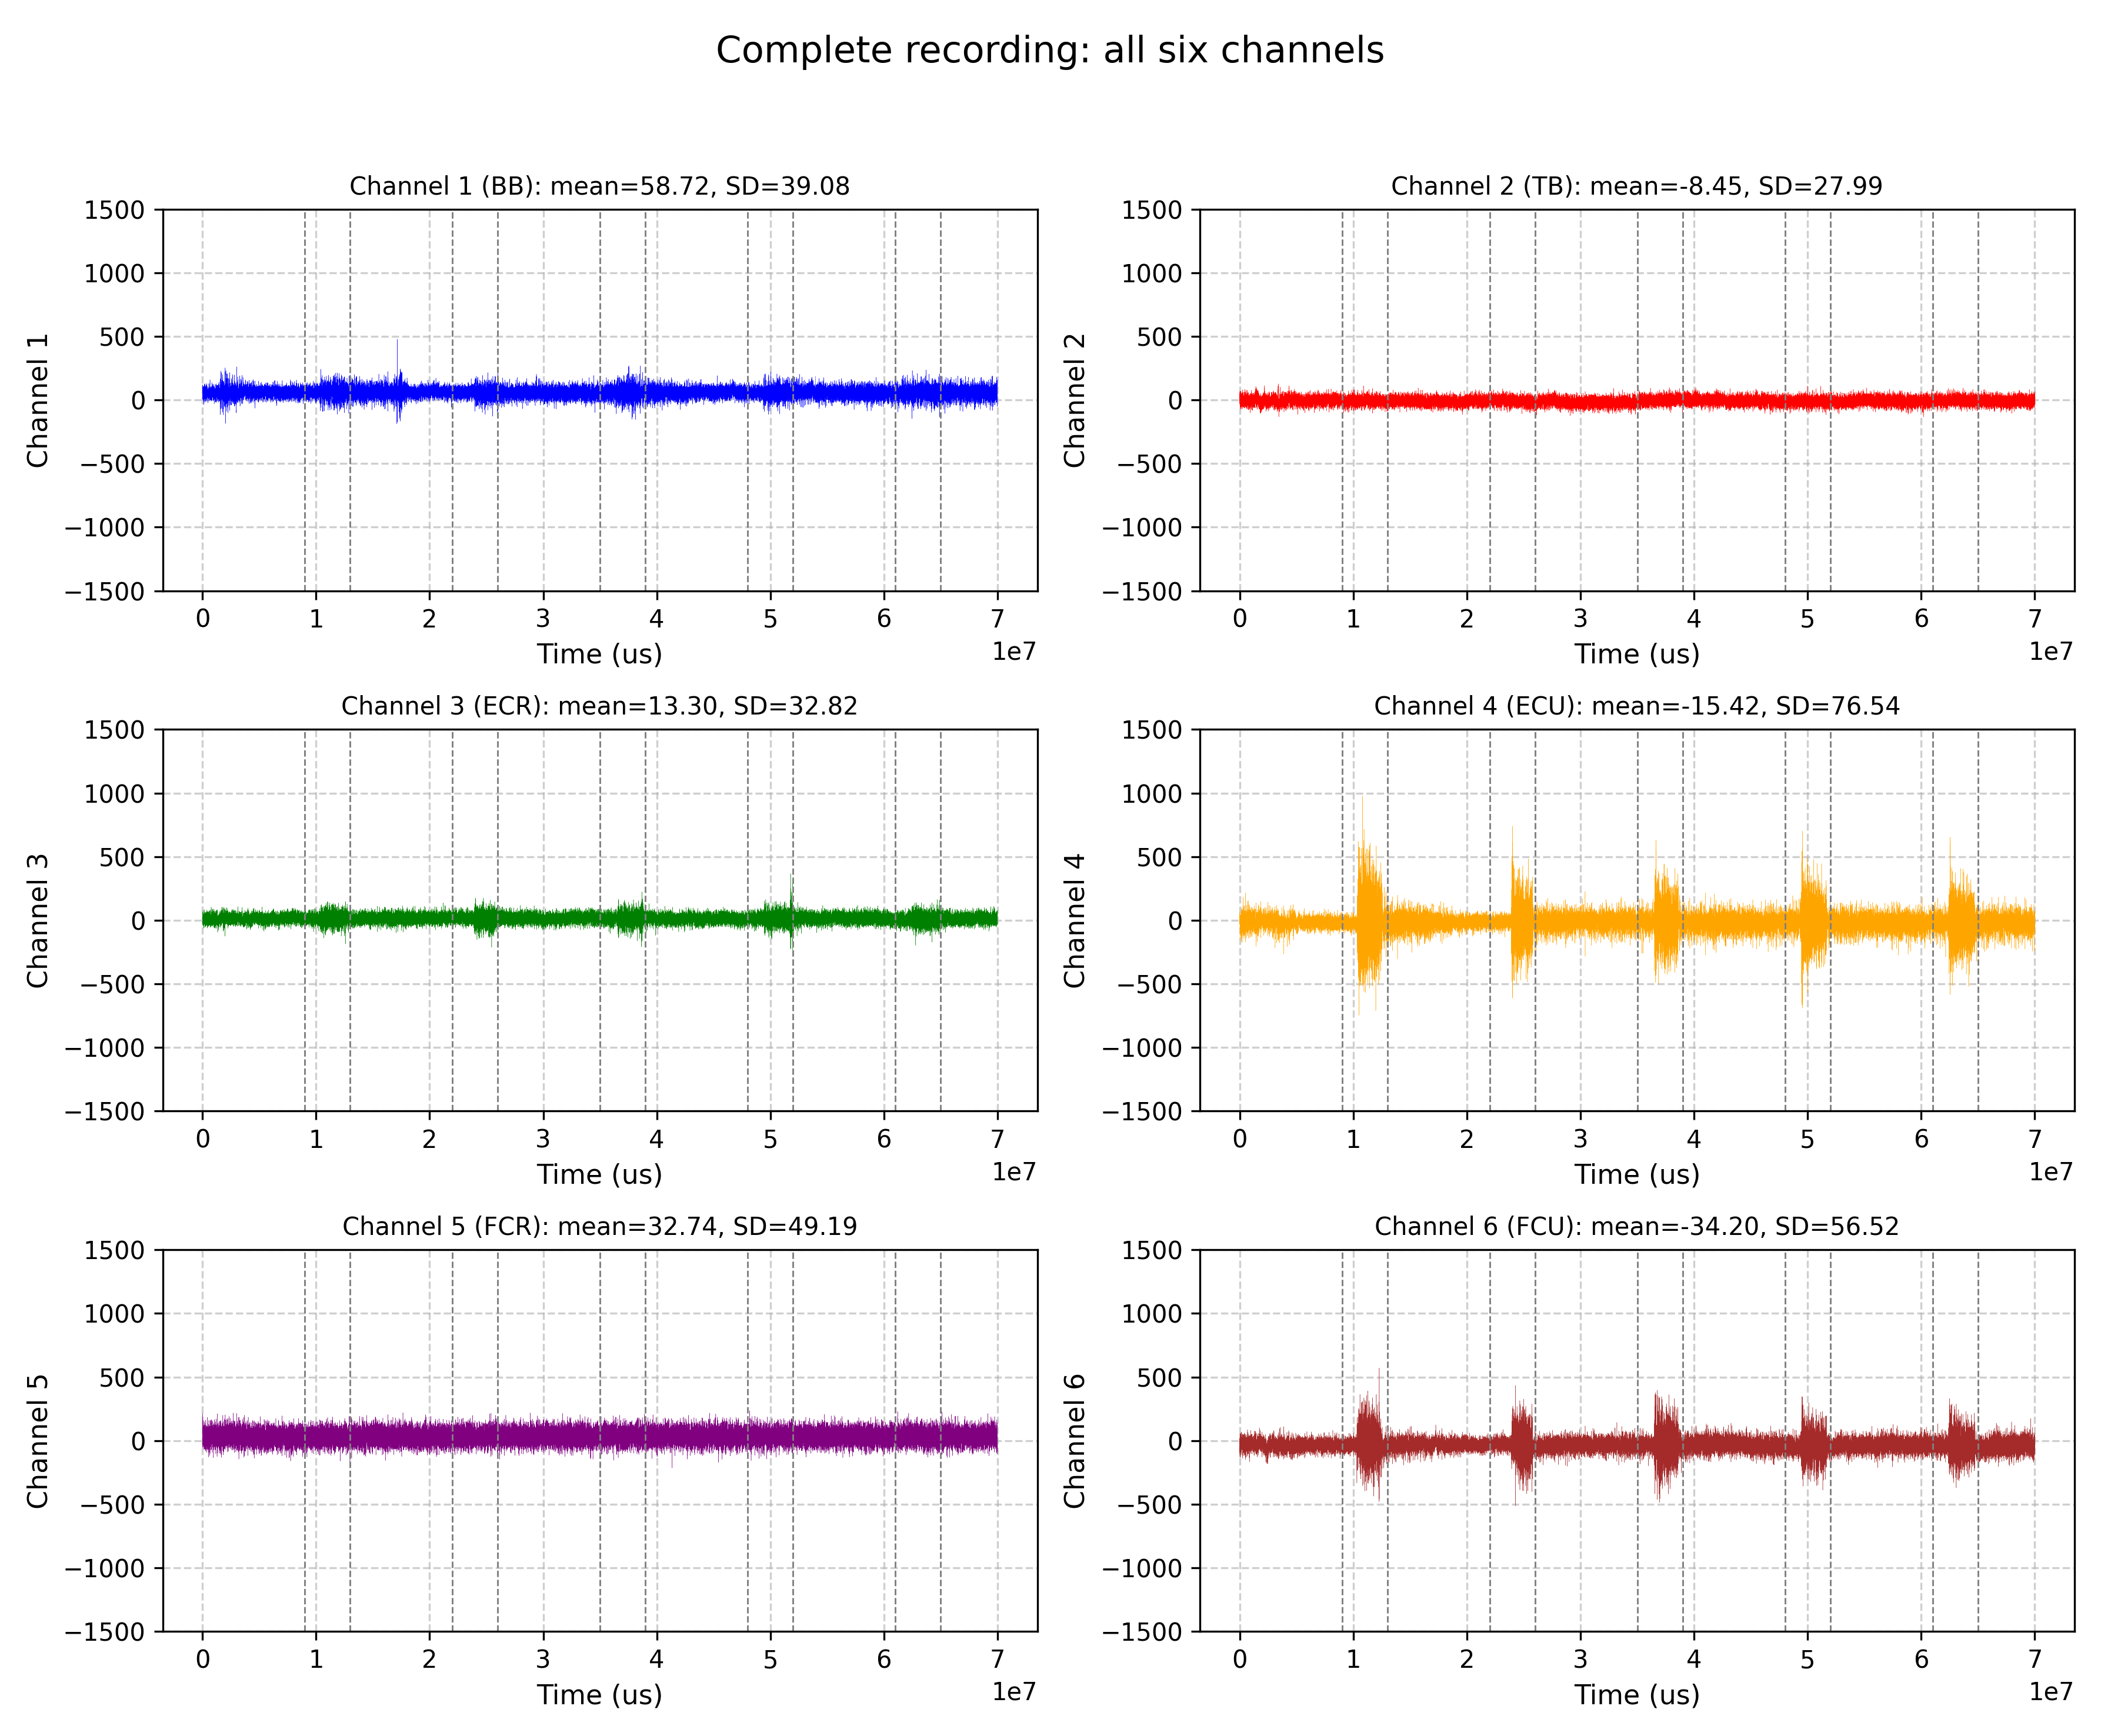 Complete recording: all six channels
Channel 1 (BB): mean=58.72, SD=39.08
Channel 1
1500
1000
500
0
−500
−1000
−1500
0 1 2 3 4 5 6 7
Time (us)
1e7
Channel 2 (TB): mean=-8.45, SD=27.99
Channel 2
1500
1000
500
0
−500
−1000
−1500
0 1 2 3 4 5 6 7
Time (us)
1e7
Channel 3 (ECR): mean=13.30, SD=32.82
Channel 3
1500
1000
500
0
−500
−1000
−1500
0 1 2 3 4 5 6 7
Time (us)
1e7
Channel 4 (ECU): mean=-15.42, SD=76.54
Channel 4
1500
1000
500
0
−500
−1000
−1500
0 1 2 3 4 5 6 7
Time (us)
1e7
Channel 5 (FCR): mean=32.74, SD=49.19
Channel 5
1500
1000
500
0
−500
−1000
−1500
0 1 2 3 4 5 6 7
Time (us)
1e7
Channel 6 (FCU): mean=-34.20, SD=56.52
Channel 6
1500
1000
500
0
−500
−1000
−1500
0 1 2 3 4 5 6 7
Time (us)
1e7